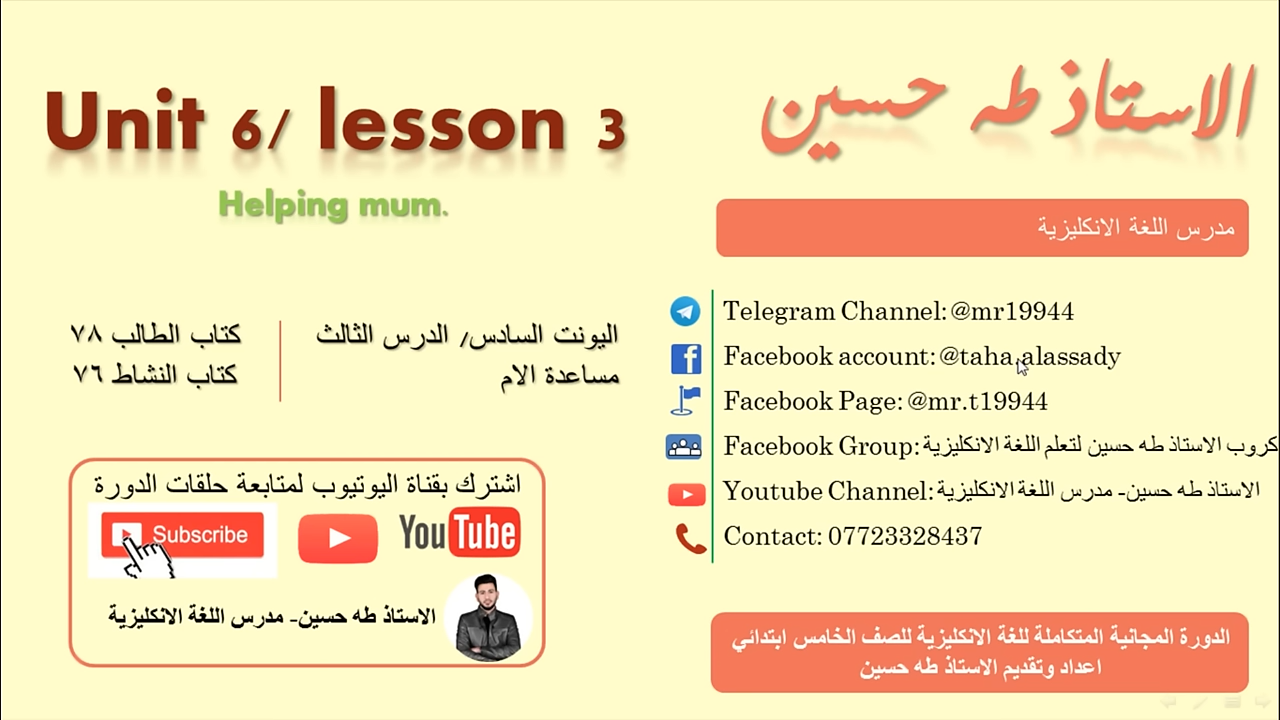 Unit 6/ lesson 3
Helping mum.
اليونت السادس/ الدرس الثالث
مساعدة الام
كتاب الطالب ٧٨
كتاب النشاط ٧٦
اشترك بقناة اليوتيوب لمتابعة حلقات الدورة
Subscribe
YouTube
الاستاذ طه حسين- مدرس اللغة الانكليزية
الاستاذ طه حسين
مدرس اللغة الانكليزية
Telegram Channel: @mr19944
Facebook account: @taha.alassady
Facebook Page: @mr.t19944
Facebook Group: كروب الاستاذ طه حسين لتعلم اللغة الانكليزية
Youtube Channel: الاستاذ طه حسين- مدرس اللغة الانكليزية
Contact: 07723328437
الدورة المجانية المتكاملة للغة الانكليزية للصف الخامس ابتدائي
اعداد وتقديم الاستاذ طه حسين